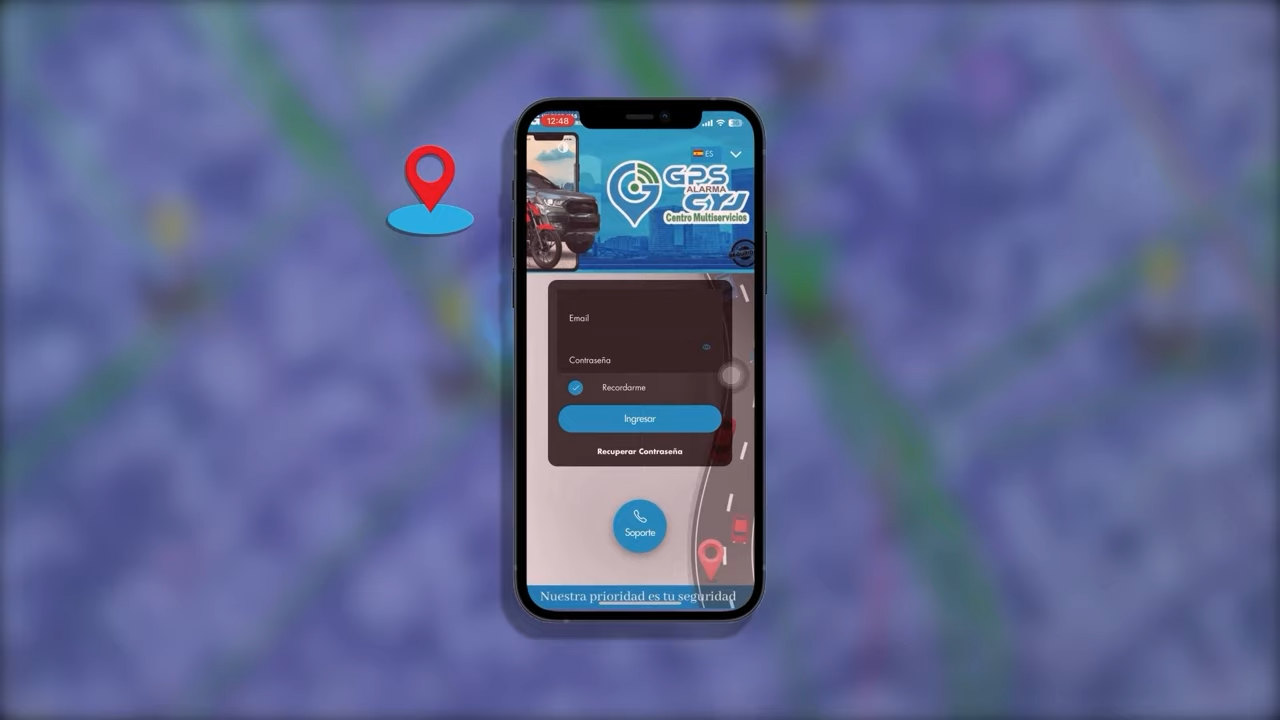 12:48
ES
GPS
ALARMA
CYJ
Centro Multiservicios
Email
Contraseña
Recordarme
Ingresar
Recuperar Contraseña
Soporte
Nuestra prioridad es tu seguridad